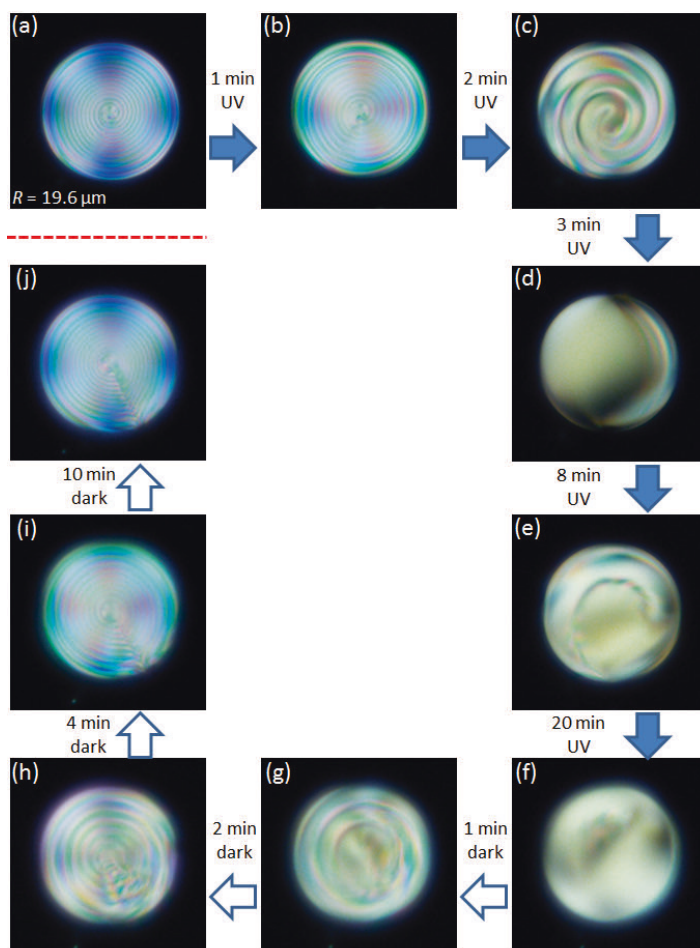 (a)
R = 19.6 μm
1 min
UV
(b)
2 min
UV
(c)
3 min
UV
(d)
8 min
UV
(e)
20 min
UV
(f)
1 min
dark
(g)
2 min
dark
(h)
4 min
dark
(i)
10 min
dark
(j)